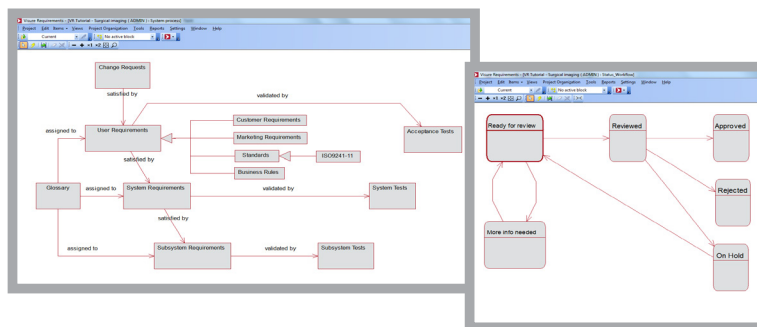 Visure Requirements - [VR Tutorial - Surgical imaging ( ADMIN ) : System process]
Project Edit Items Views Project Organization Tools Reports Settings Window Help
Current No active block
+1 +2
Change Requests
satisfied by
validated by
assigned to
User Requirements
Customer Requirements
Marketing Requirements
Standards
ISO9241-11
Business Rules
Acceptance Tests
satisfied by
Glossary
assigned to
System Requirements
validated by
System Tests
satisfied by
assigned to
Subsystem Requirements
validated by
Subsystem Tests
Visure Requirements - [VR Tutorial - Surgical imaging ( ADMIN ) : Status_Workflow]
Project Edit Items Views Project Organization Tools Reports Settings Window Help
Current No active block
+1 +2
Ready for review
Reviewed
Approved
Rejected
More info needed
On Hold